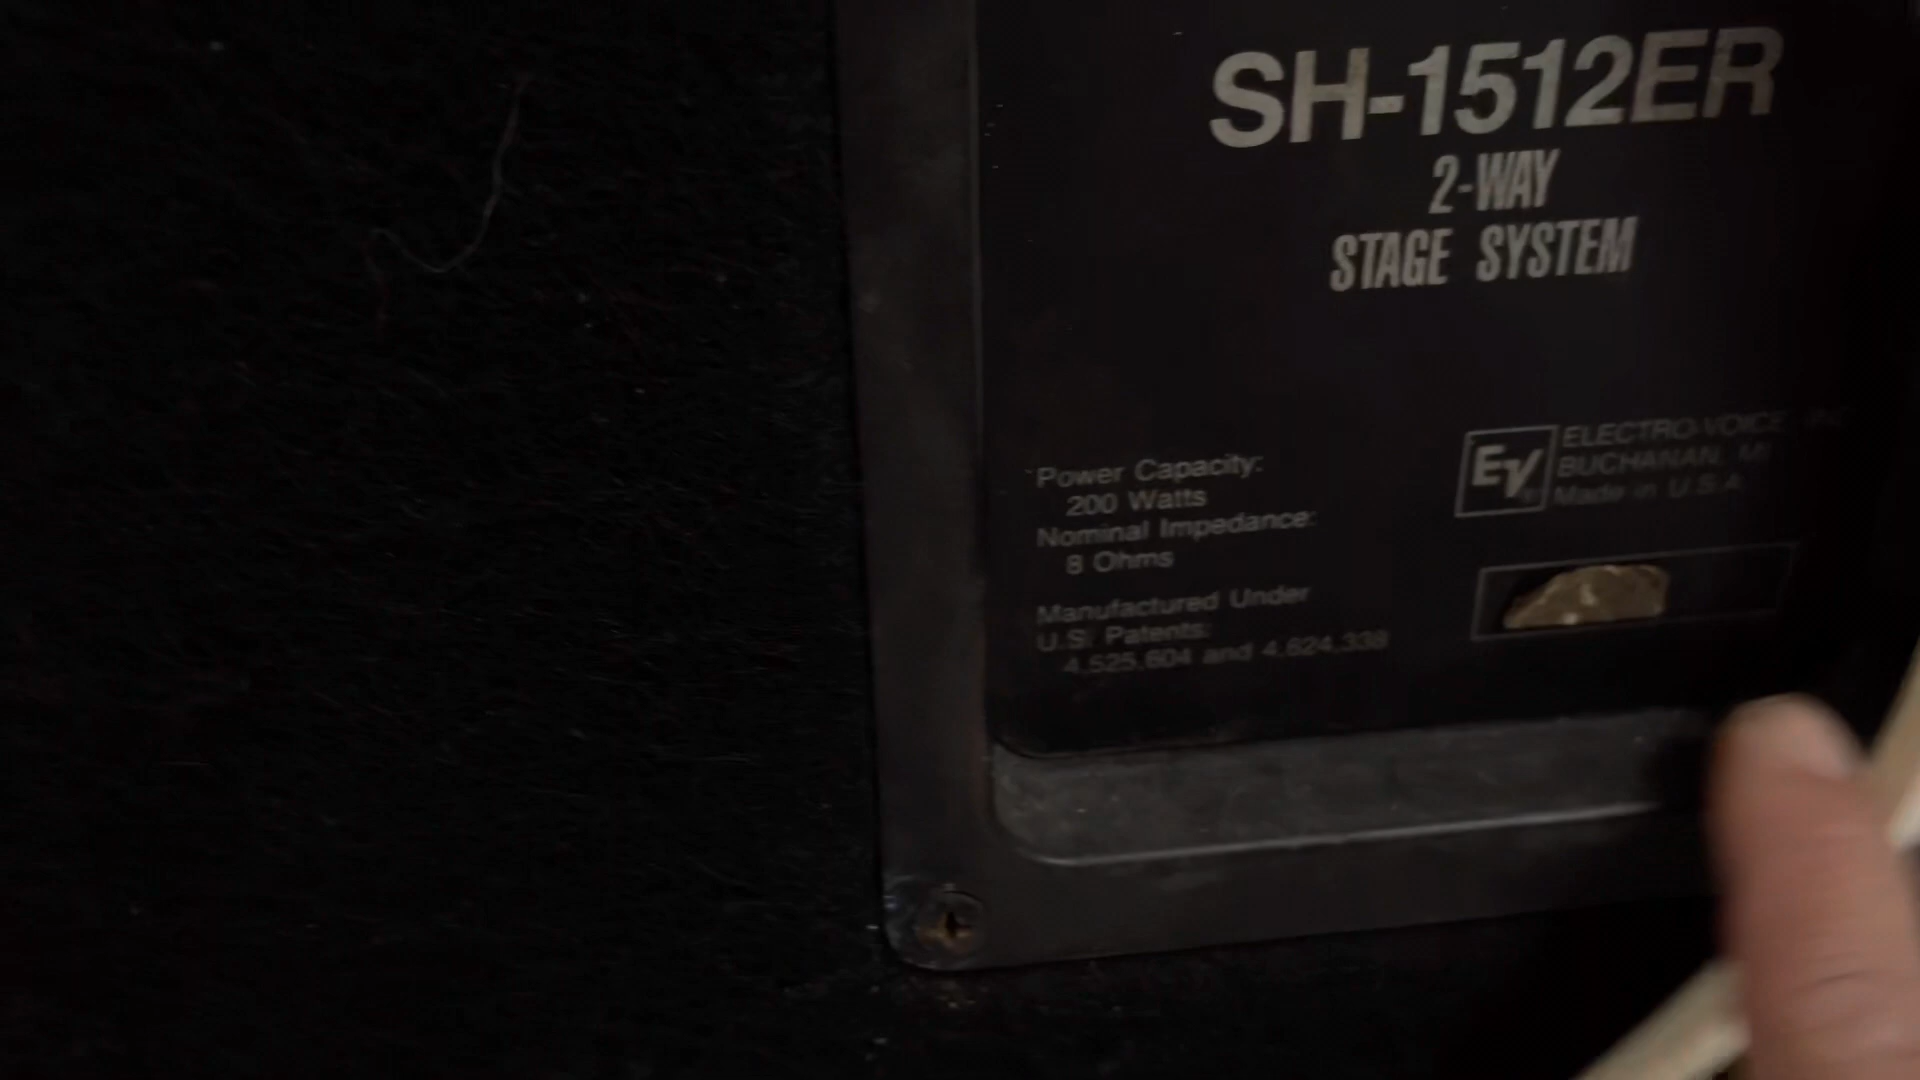 SH-1512ER
2-WAY
STAGE SYSTEM
Power Capacity:
200 Watts
Nominal Impedance:
8 Ohms
Manufactured Under
U.S. Patents:
4,525,604 and 4,624,338
EV
ELECTRO-VOICE,
BUCHANAN, MI
Made in U.S.A.